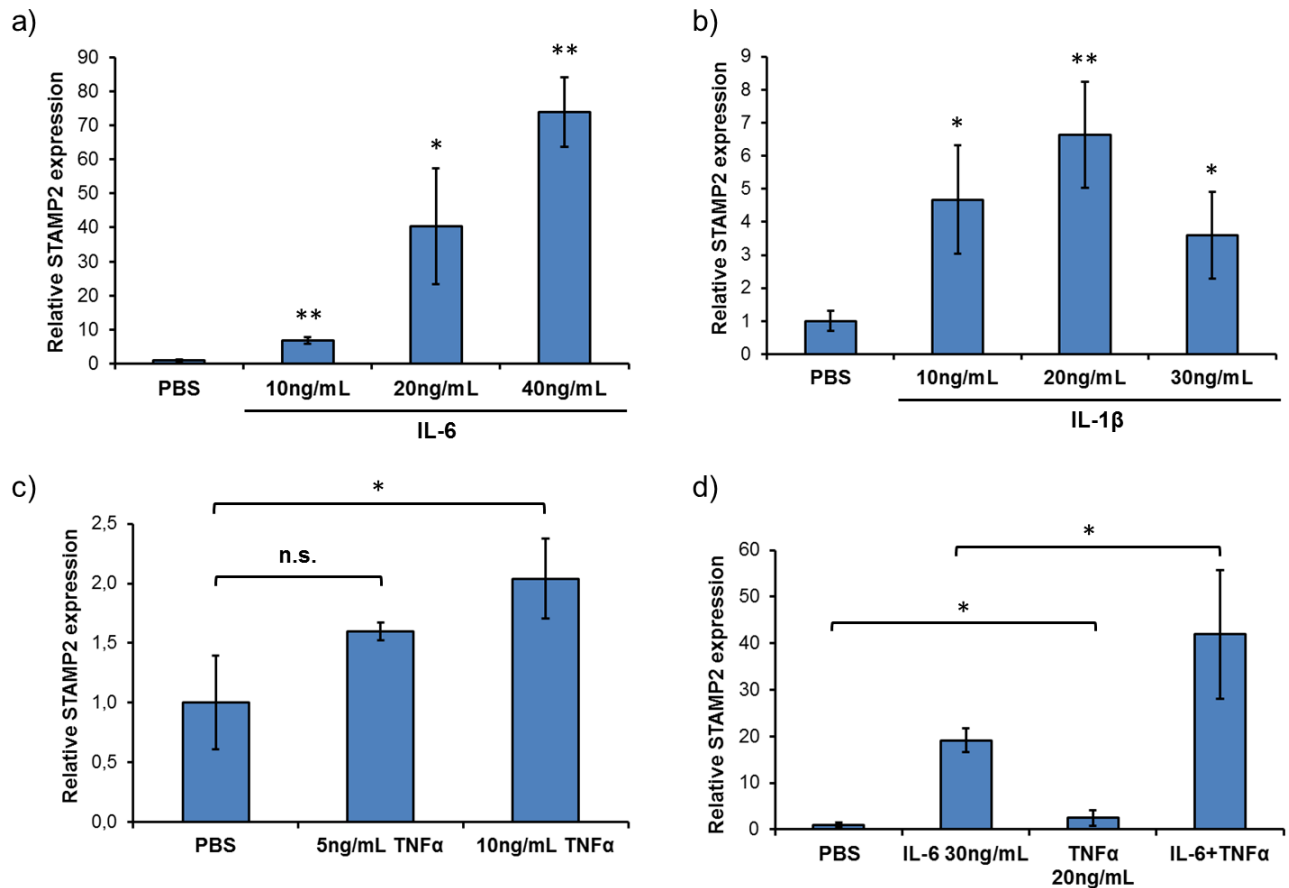 a)
Relative STAMP2 expression
90
80
70
60
50
40
30
20
10
0
**
*
**
PBS
10ng/mL
20ng/mL
40ng/mL
IL-6
b)
Relative STAMP2 expression
9
8
7
6
5
4
3
2
1
0
*
**
*
PBS
10ng/mL
20ng/mL
30ng/mL
IL-1β
c)
Relative STAMP2 expression
2,5
2,0
1,5
1,0
0,5
0,0
*
n.s.
PBS
5ng/mL TNFα
10ng/mL TNFα
d)
Relative STAMP2 expression
60
50
40
30
20
10
0
*
*
PBS
IL-6 30ng/mL
TNFα
20ng/mL
IL-6+TNFα